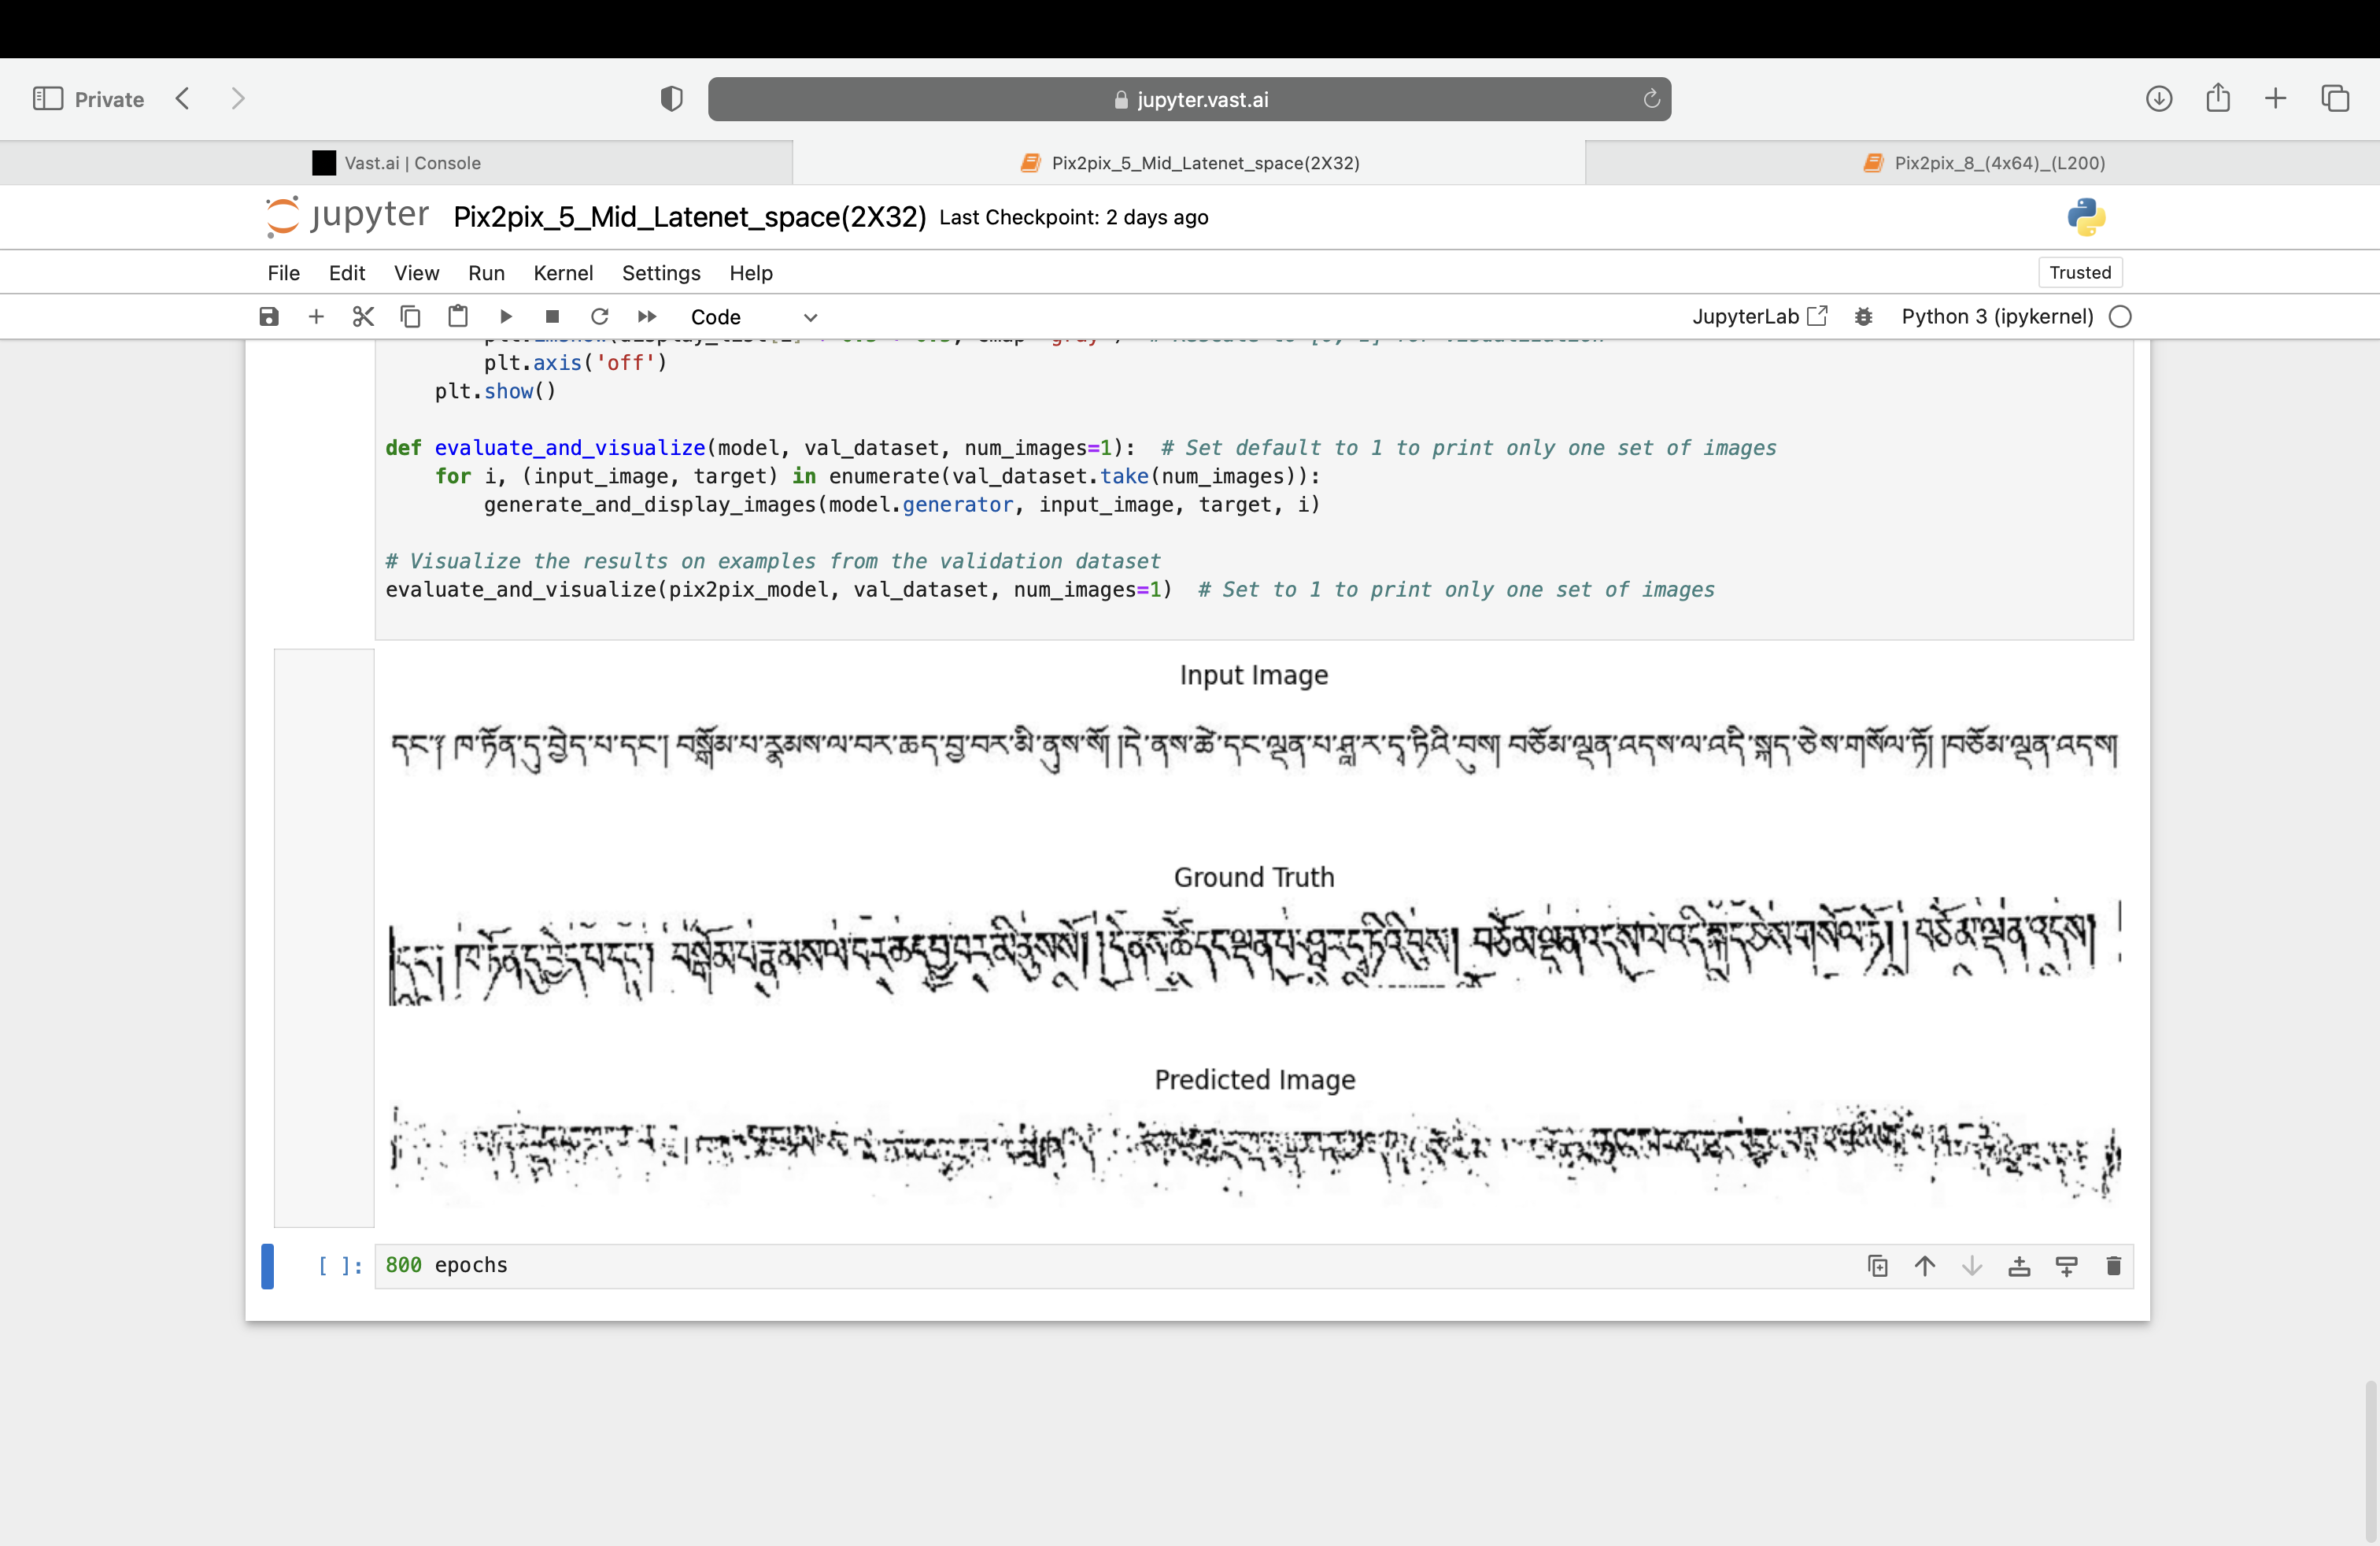 Private
jupyter.vast.ai
Vast.ai | Console
Pix2pix_5_Mid_Latenet_space(2X32)
Pix2pix_8_(4x64)_(L200)
jupyter Pix2pix_5_Mid_Latenet_space(2X32) Last Checkpoint: 2 days ago
File Edit View Run Kernel Settings Help
Trusted
Code
JupyterLab
Python 3 (ipykernel)
plt.axis('off')
plt.show()
def evaluate_and_visualize(model, val_dataset, num_images=1):  # Set default to 1 to print only one set of images
for i, (input_image, target) in enumerate(val_dataset.take(num_images)):
generate_and_display_images(model.generator, input_image, target, i)
# Visualize the results on examples from the validation dataset
evaluate_and_visualize(pix2pix_model, val_dataset, num_images=1)  # Set to 1 to print only one set of images
Input Image
དང་༈ ཁ་ཏོན་དུ་བྱེད་པ་དང་། བསྒོམ་པ་རྣམས་ལ་བར་ཆད་བྱ་བར་མི་ནུས་སོ། །དེ་ནས་ཚེ་དང་ལྡན་པ་ཤཱ་ར་དྭ་ཏིའི་བུས། བཅོམ་ལྡན་འདས་ལ་འདི་སྐད་ཅེས་གསོལ་ཏོ། །བཅོམ་ལྡན་འདས།
Ground Truth
Predicted Image
[ ]: 800 epochs